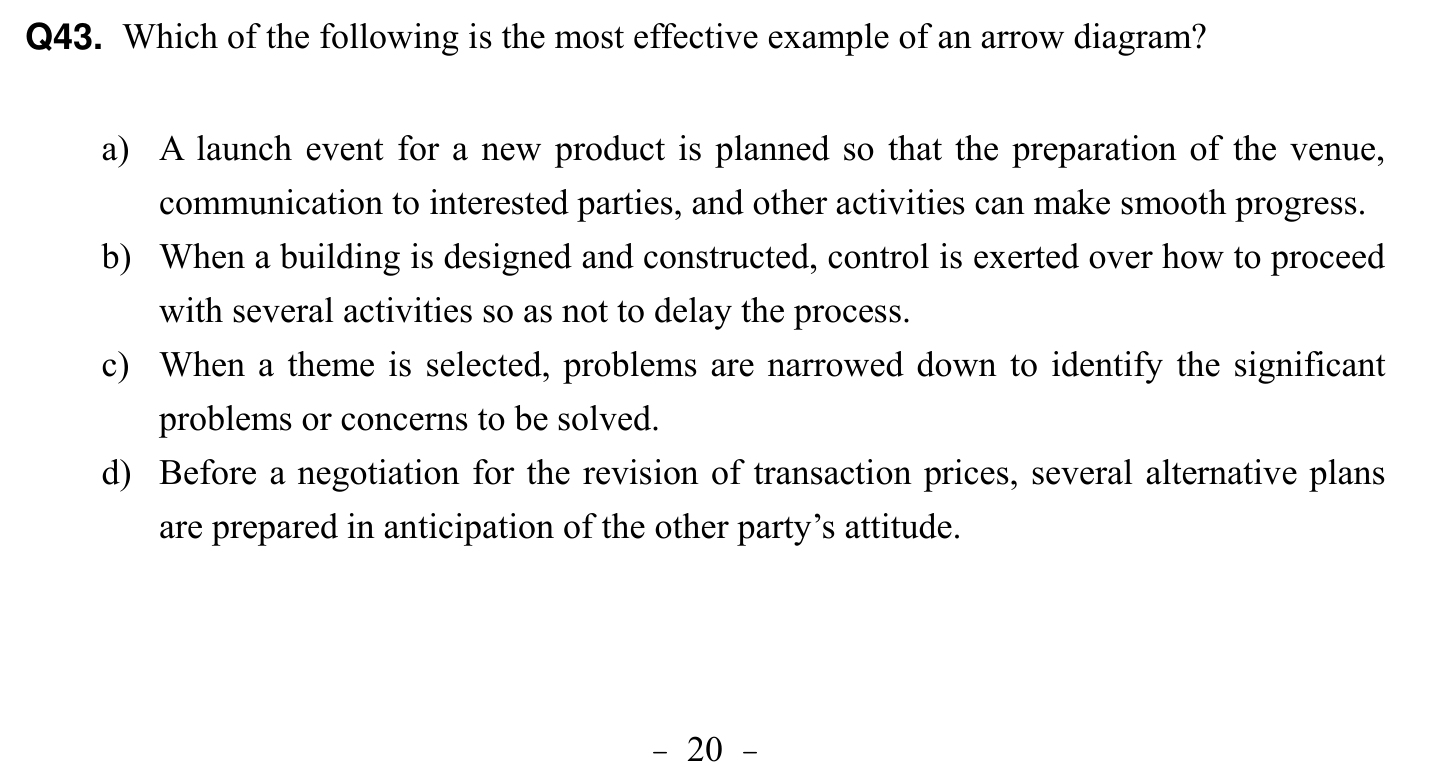 Q43. Which of the following is the most effective example of an arrow diagram?
a) A launch event for a new product is planned so that the preparation of the venue,
communication to interested parties, and other activities can make smooth progress.
b) When a building is designed and constructed, control is exerted over how to proceed
with several activities so as not to delay the process.
c) When a theme is selected, problems are narrowed down to identify the significant
problems or concerns to be solved.
d) Before a negotiation for the revision of transaction prices, several alternative plans
are prepared in anticipation of the other party’s attitude.
– 20 –